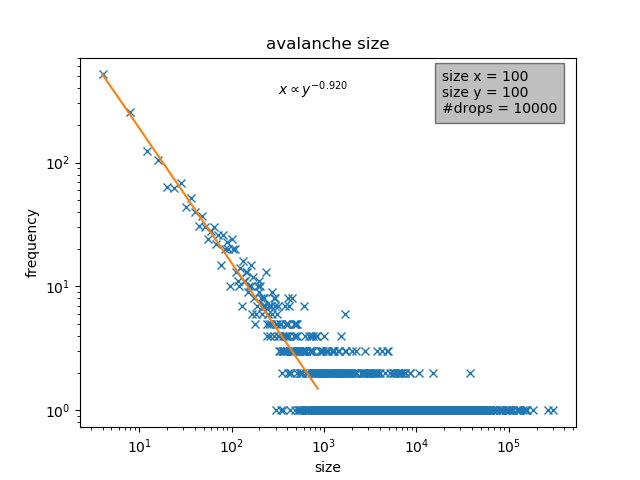 avalanche size
x ∝ y^{-0.920}
size x = 100
size y = 100
#drops = 10000
frequency
10^2
10^1
10^0
10^1
10^2
10^3
10^4
10^5
size